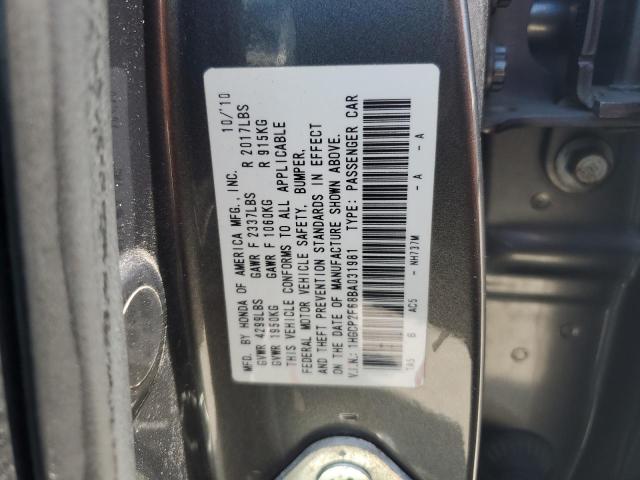 MFD. BY HONDA OF AMERICA MFG., INC. 10/'10
GVWR 4299LBS GAWR F 2337LBS R 2017LBS
GVWR 1950KG GAWR F 1060KG R 915KG
THIS VEHICLE CONFORMS TO ALL APPLICABLE
FEDERAL MOTOR VEHICLE SAFETY, BUMPER,
AND THEFT PREVENTION STANDARDS IN EFFECT
ON THE DATE OF MANUFACTURE SHOWN ABOVE.
V.I.N.: 1HGCP2F68BA031981 TYPE: PASSENGER CAR
TA5 B AC5 - NH737M - A - A